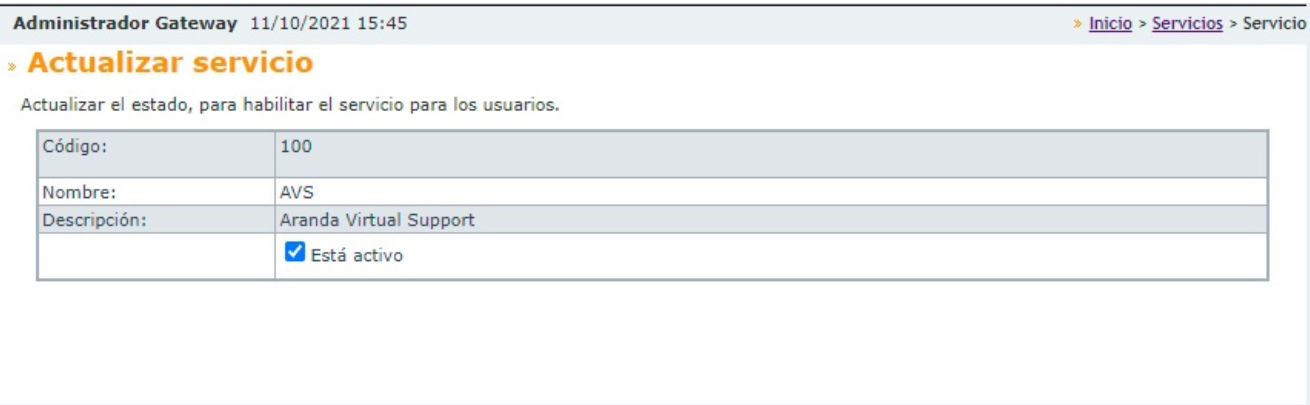 Administrador Gateway 11/10/2021 15:45 » Inicio > Servicios > Servicio
» Actualizar servicio
Actualizar el estado, para habilitar el servicio para los usuarios.
Código: 100
Nombre: AVS
Descripción: Aranda Virtual Support
Está activo